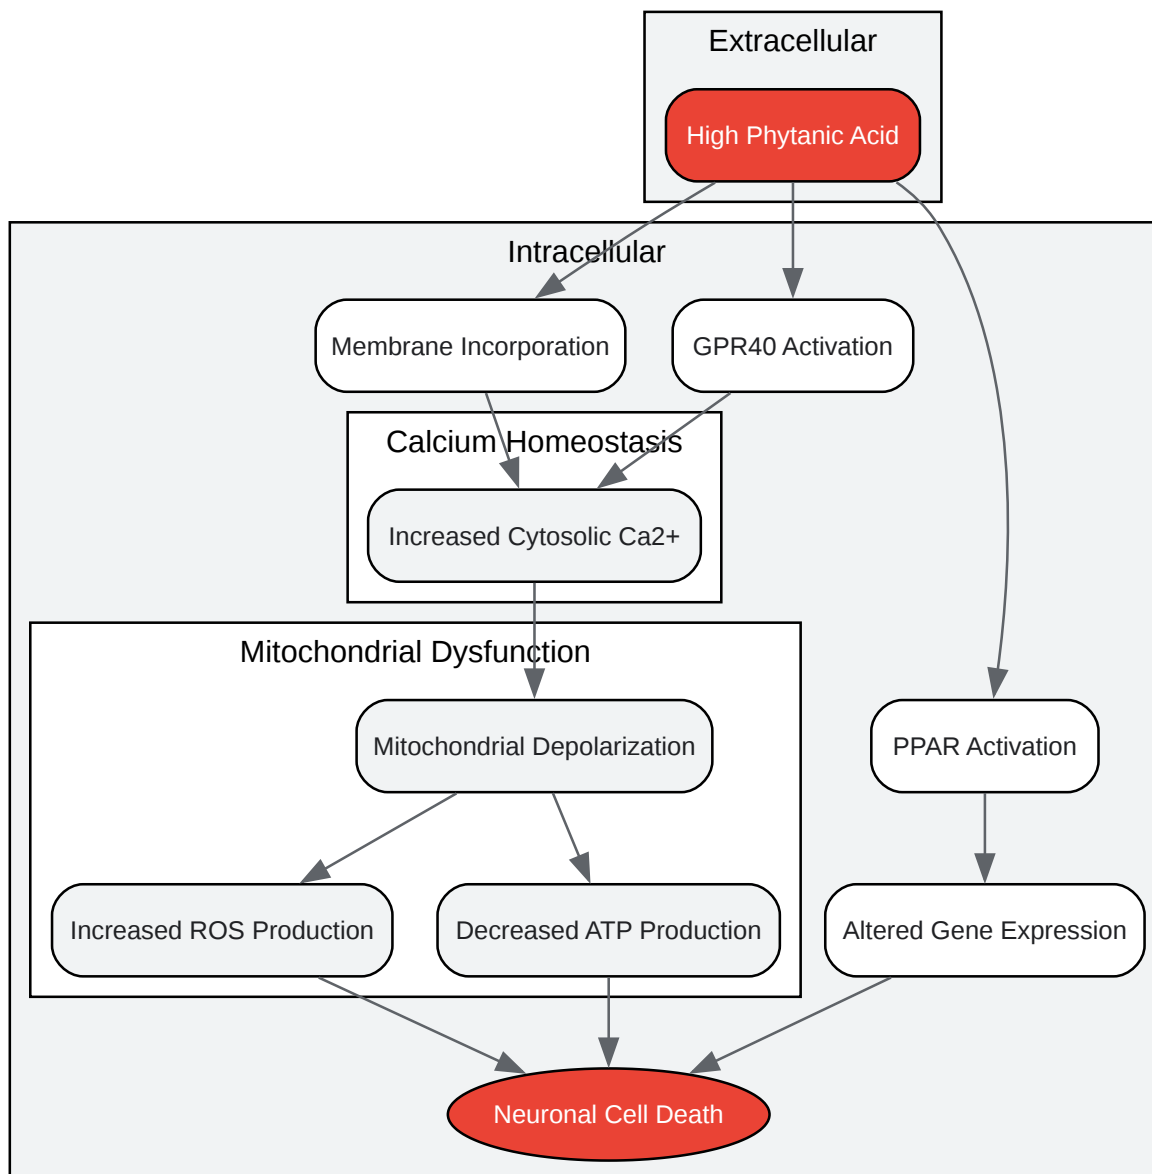 Extracellular
High Phytanic Acid
Intracellular
Membrane Incorporation
GPR40 Activation
Calcium Homeostasis
Increased Cytosolic Ca2+
Mitochondrial Dysfunction
Mitochondrial Depolarization
PPAR Activation
Increased ROS Production
Decreased ATP Production
Altered Gene Expression
Neuronal Cell Death